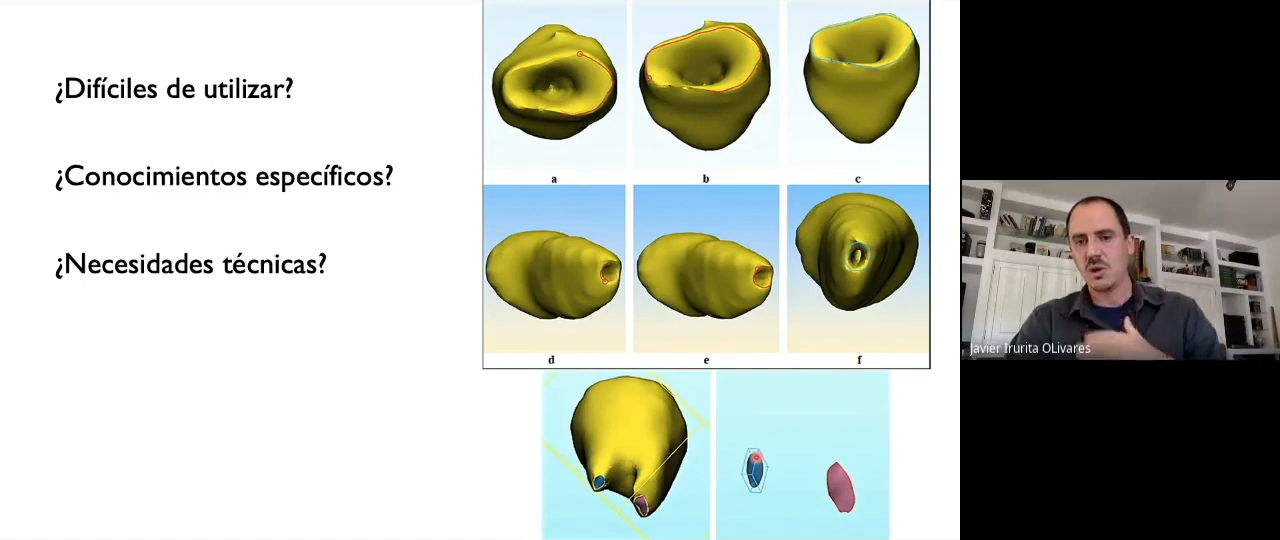 ¿Difíciles de utilizar?
¿Conocimientos específicos?
¿Necesidades técnicas?
a
b
c
d
e
f
Javier Irurita OLivares